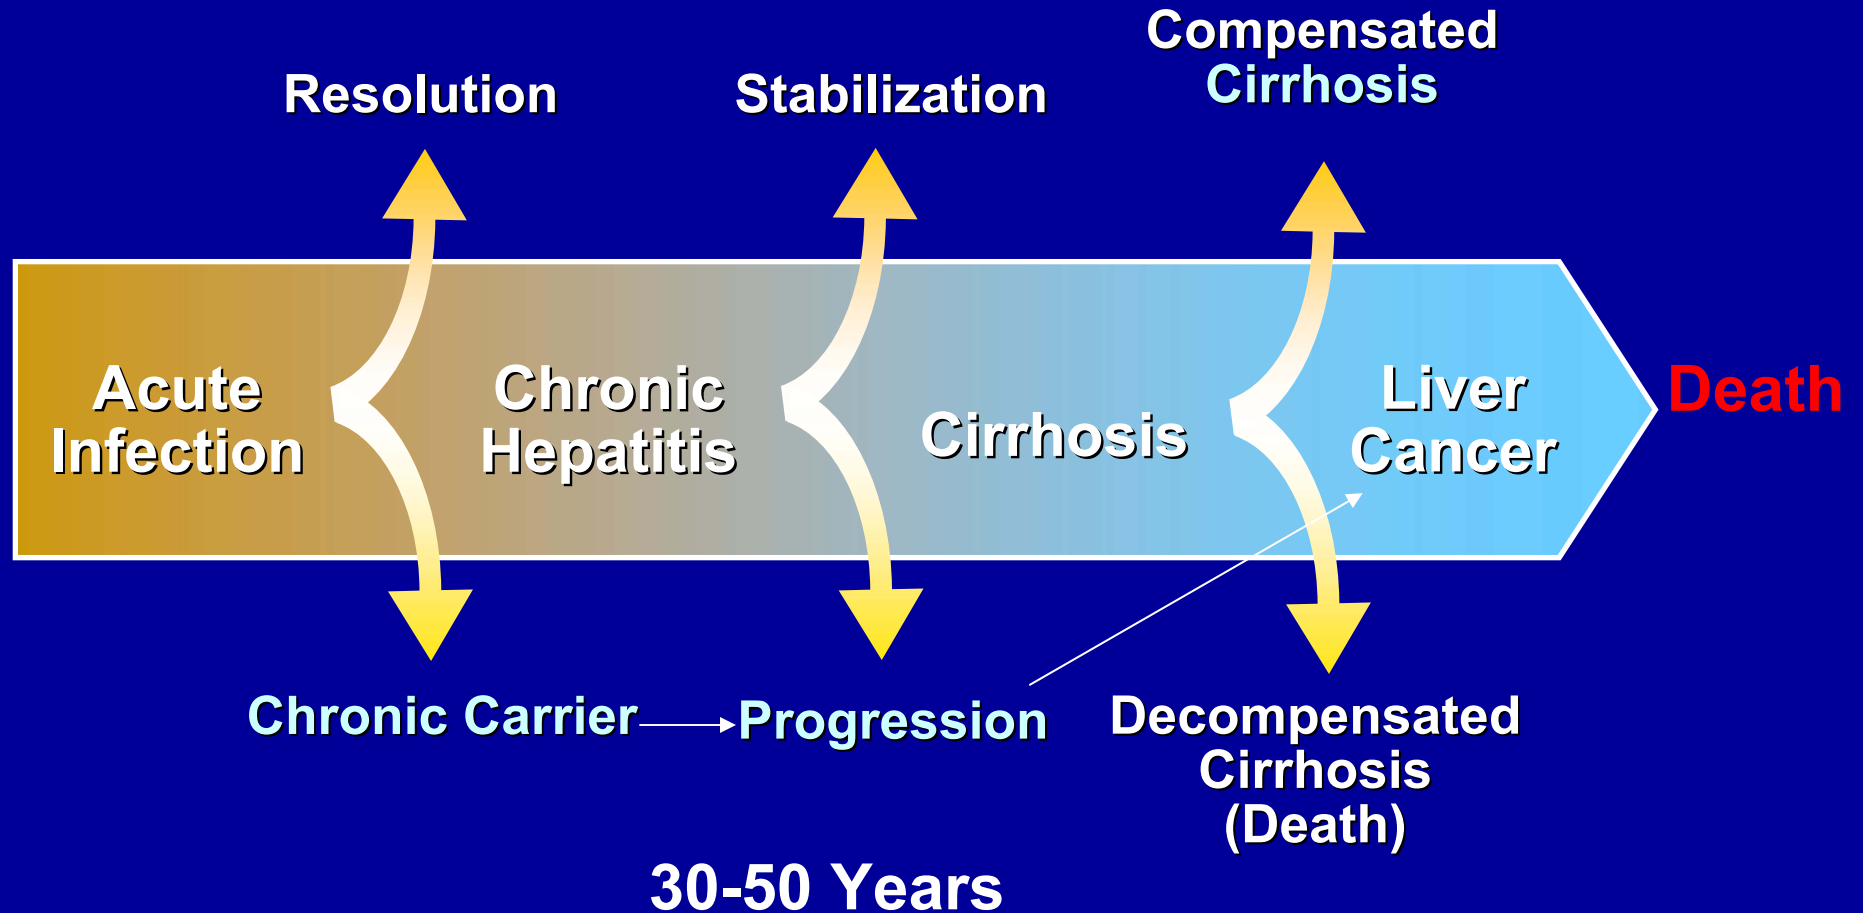 Resolution
Stabilization
Compensated
Cirrhosis
Acute
Infection
Chronic
Hepatitis
Cirrhosis
Liver
Cancer
Death
Chronic Carrier
Progression
Decompensated
Cirrhosis
(Death)
30-50 Years